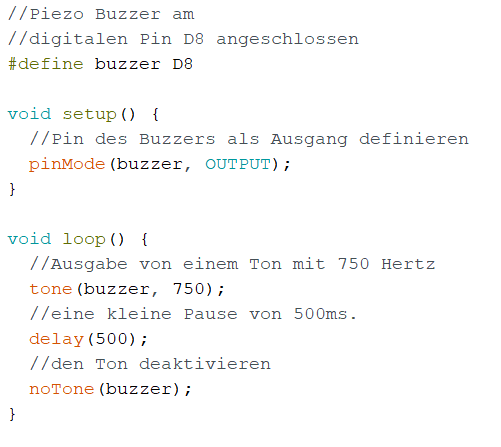 //Piezo Buzzer am
//digitalen Pin D8 angeschlossen
#define buzzer D8

void setup() {
  //Pin des Buzzers als Ausgang definieren
  pinMode(buzzer, OUTPUT);
}

void loop() {
  //Ausgabe von einem Ton mit 750 Hertz
  tone(buzzer, 750);
  //eine kleine Pause von 500ms.
  delay(500);
  //den Ton deaktivieren
  noTone(buzzer);
}